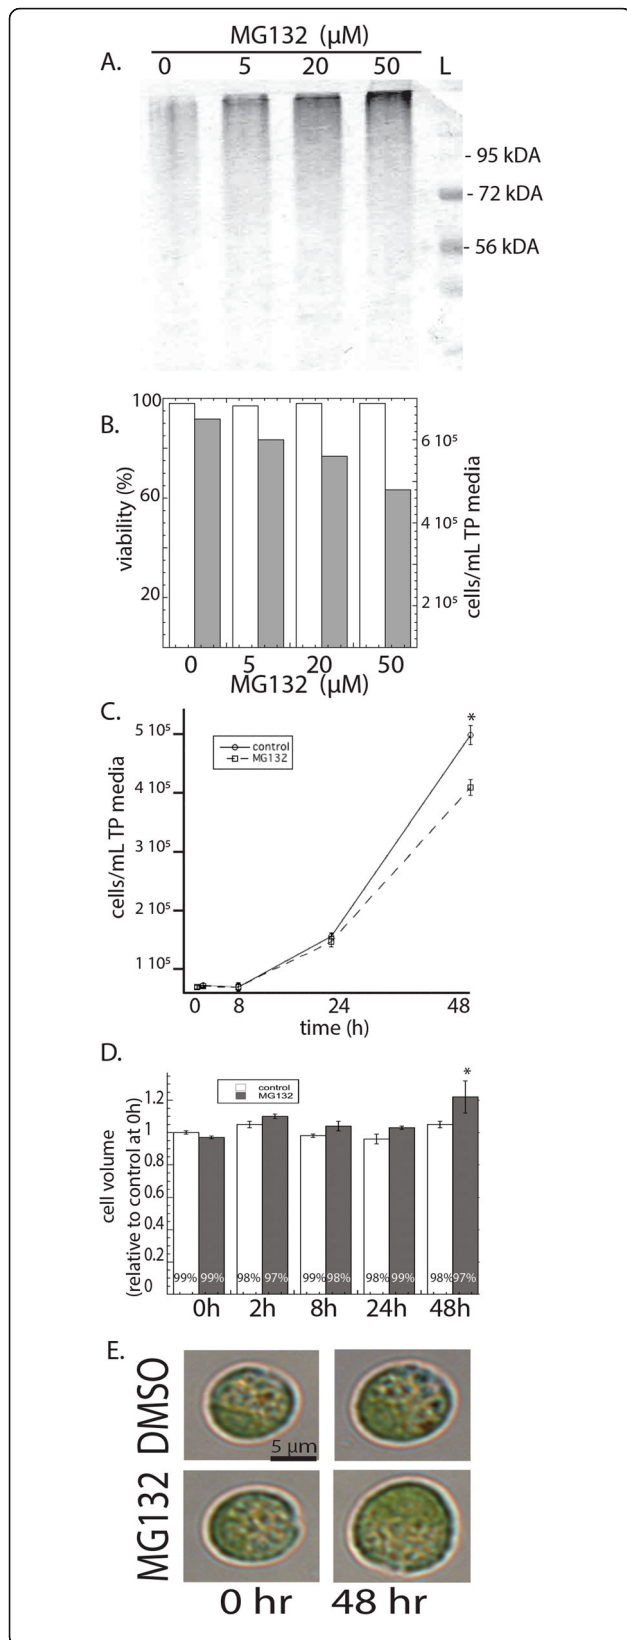 MG132 (µM)
A.
0 5 20 50 L
- 95 kDA
- 72 kDA
- 56 kDA
B.
100
60
20
viability (%)
6 10⁵
4 10⁵
2 10⁵
cells/mL TP media
0 5 20 50
MG132 (µM)
C.
5 10⁵
4 10⁵
3 10⁵
2 10⁵
1 10⁵
cells/mL TP media
control
MG132
*
0 8 24 48
time (h)
D.
control
MG132
*
1.2
1
0.8
0.6
0.4
0.2
0
cell volume
(relative to control at 0h)
99% 99% 98% 97% 99% 98% 98% 99% 98% 97%
0h 2h 8h 24h 48h
E.
DMSO
5 µm
MG132
0 hr 48 hr